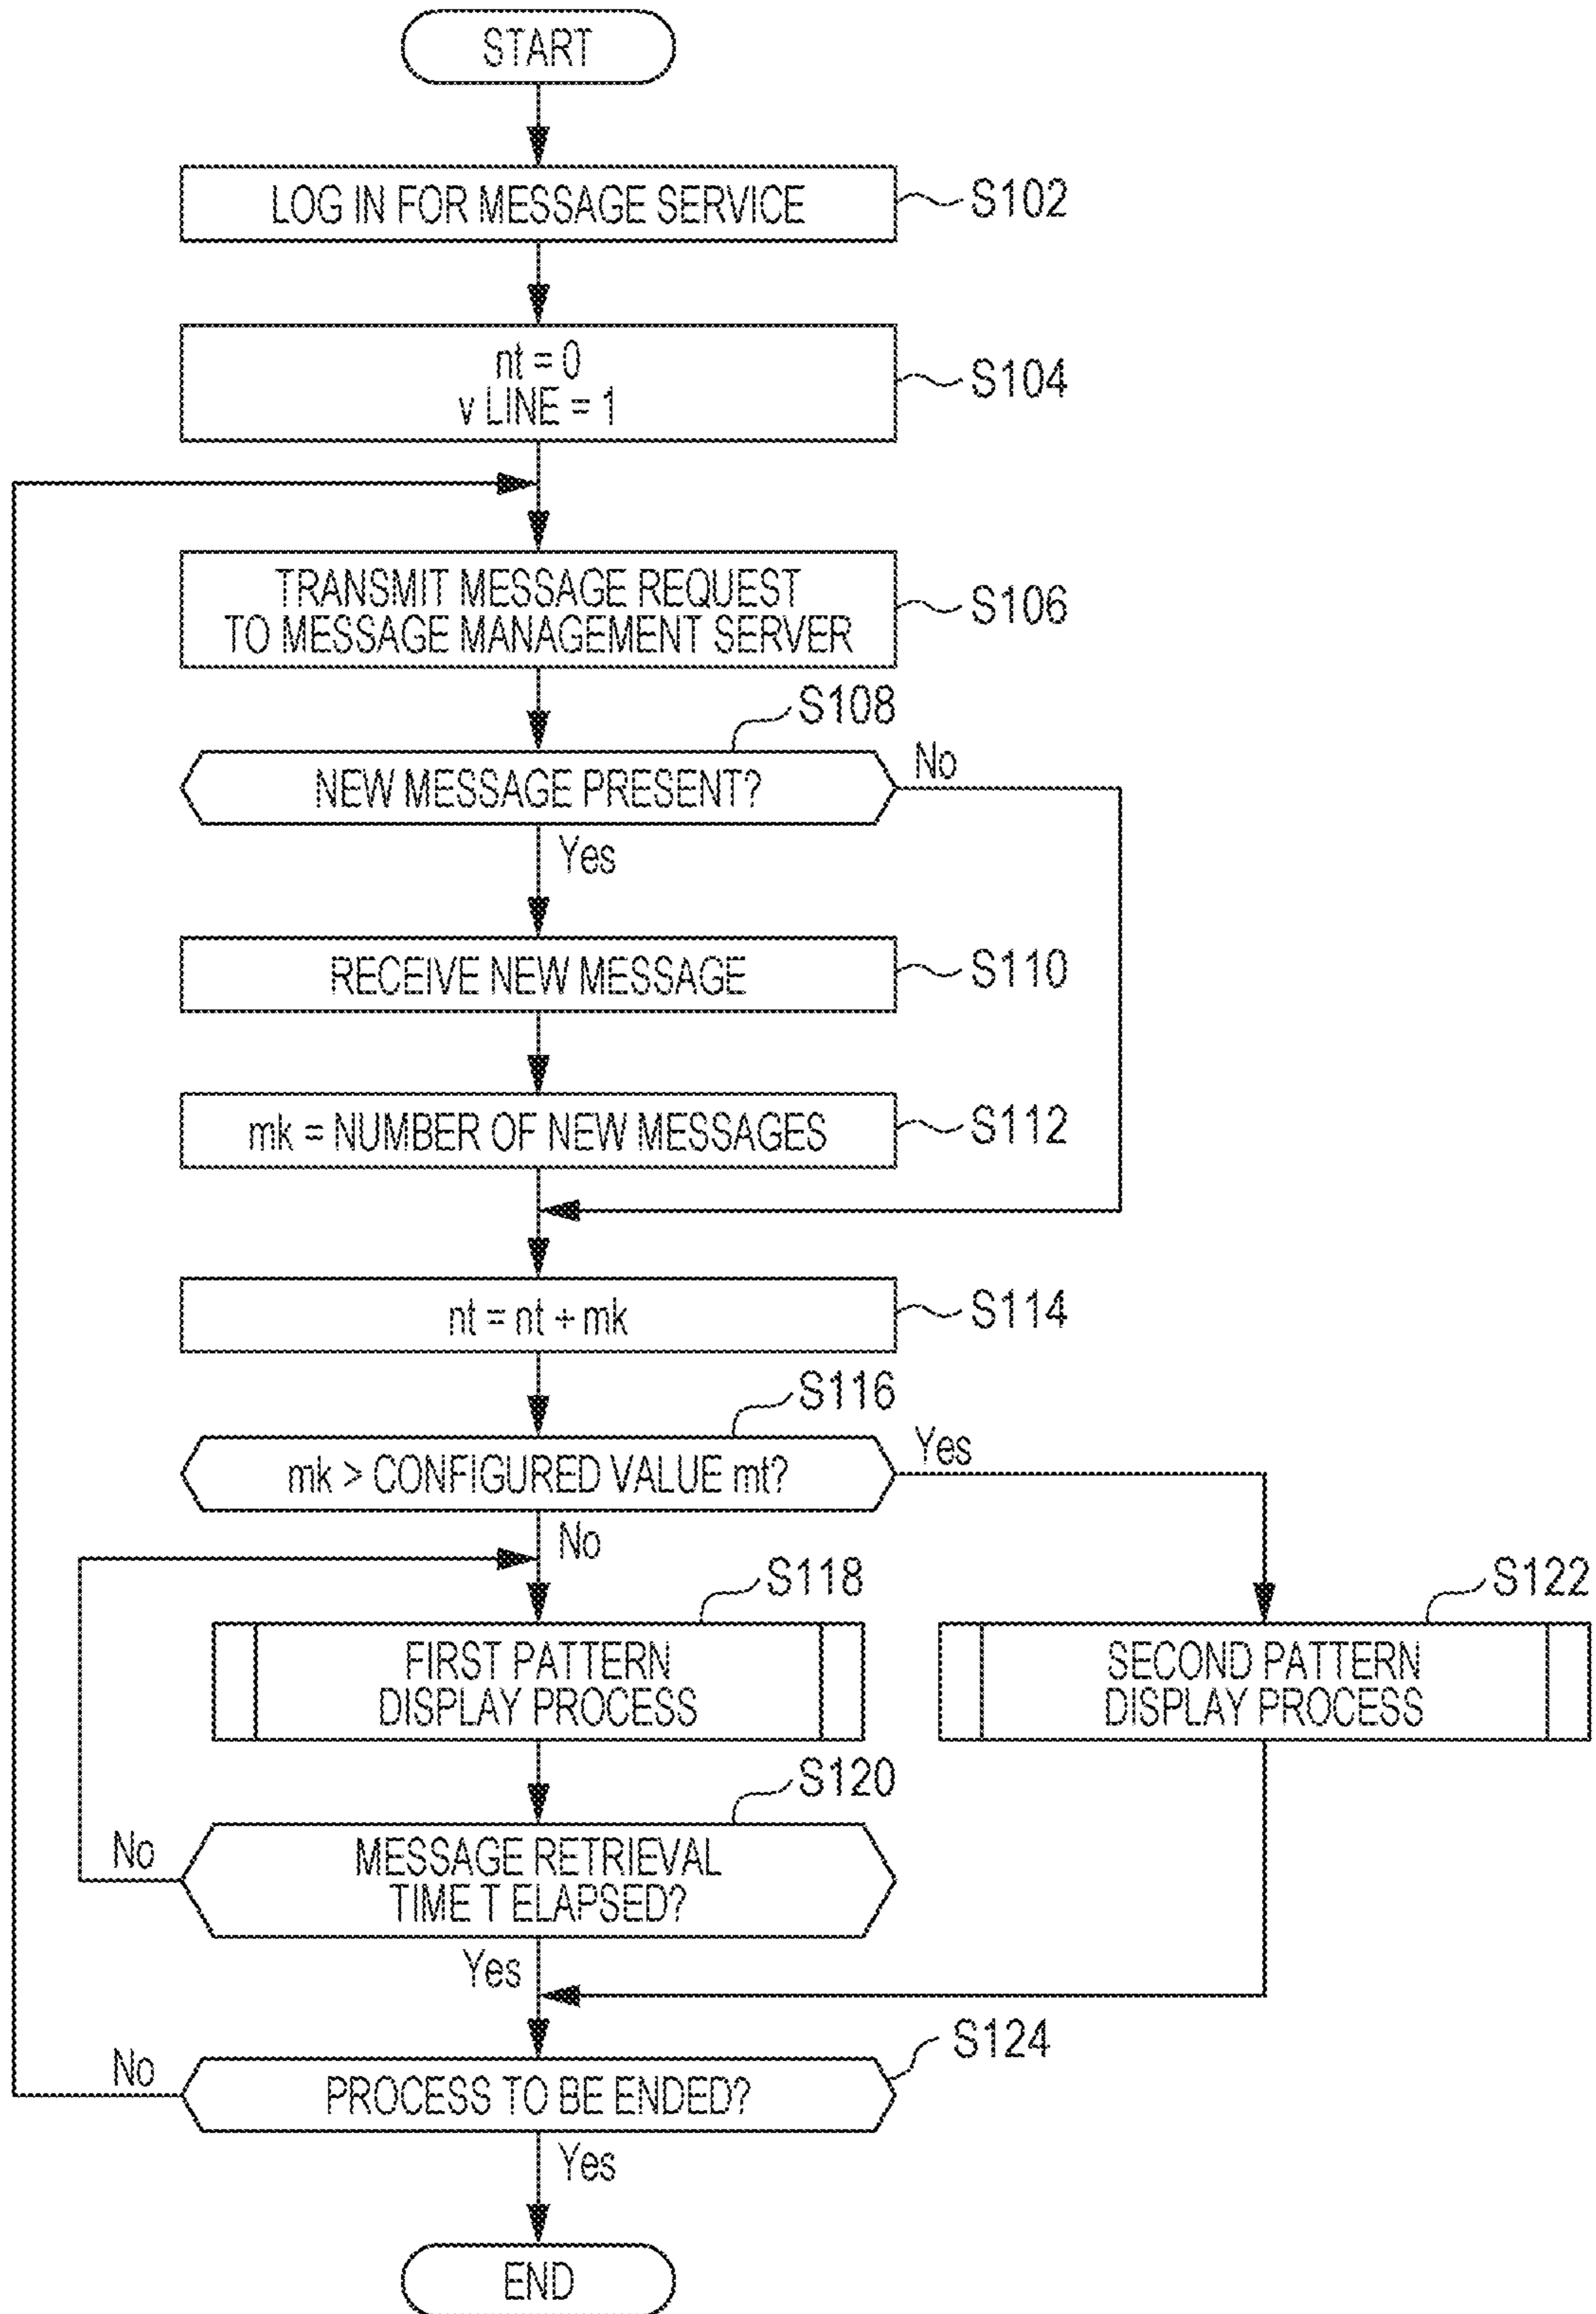 START
LOG IN FOR MESSAGE SERVICE
S102
nt = 0
v LINE = 1
S104
TRANSMIT MESSAGE REQUEST
TO MESSAGE MANAGEMENT SERVER
S106
S108
NEW MESSAGE PRESENT?
No
Yes
RECEIVE NEW MESSAGE
S110
mk = NUMBER OF NEW MESSAGES
S112
nt = nt + mk
S114
S116
mk > CONFIGURED VALUE mt?
Yes
No
S118
FIRST PATTERN
DISPLAY PROCESS
S122
SECOND PATTERN
DISPLAY PROCESS
S120
MESSAGE RETRIEVAL
TIME T ELAPSED?
No
Yes
S124
PROCESS TO BE ENDED?
No
Yes
END